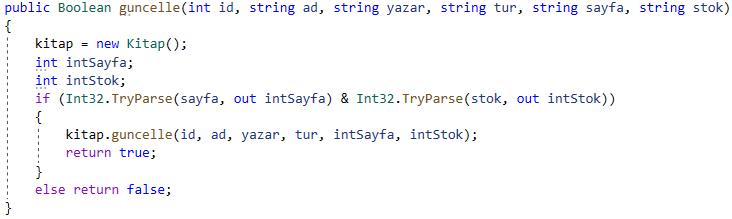 public Boolean guncelle(int id, string ad, string yazar, string tur, string sayfa, string stok)
{
kitap = new Kitap();
int intSayfa;
int intStok;
if (Int32.TryParse(sayfa, out intSayfa) & Int32.TryParse(stok, out intStok))
{
kitap.guncelle(id, ad, yazar, tur, intSayfa, intStok);
return true;
}
else return false;
}